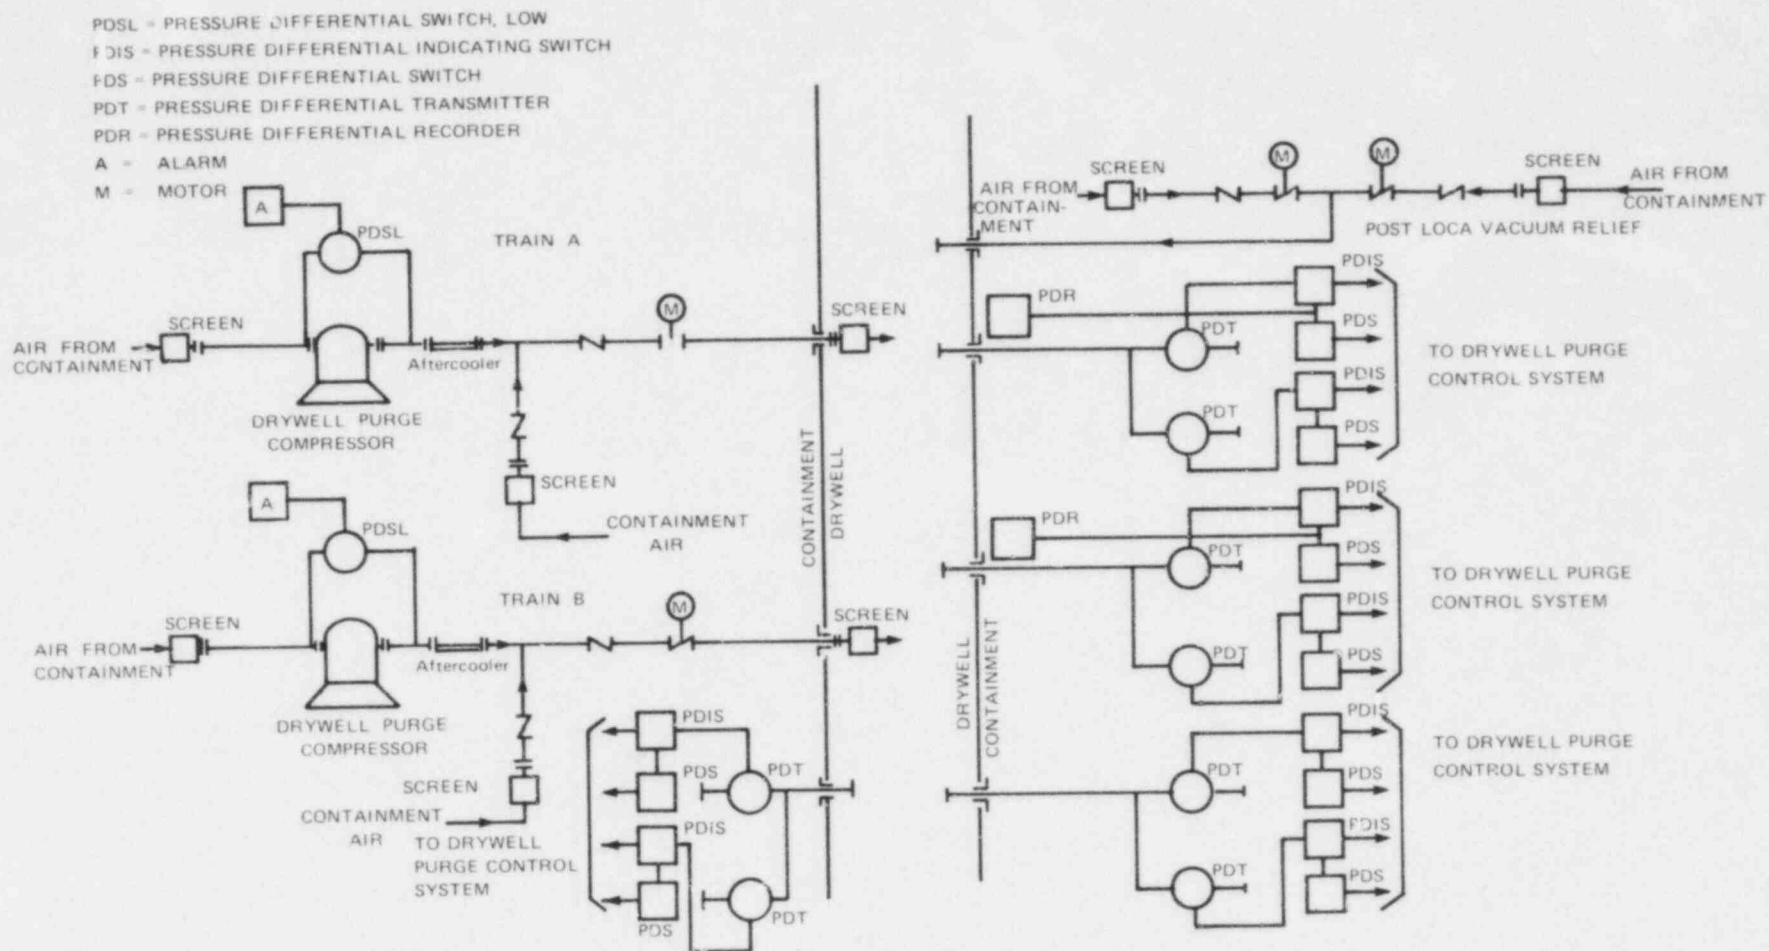 PDSL = PRESSURE DIFFERENTIAL SWITCH, LOW
PDIS = PRESSURE DIFFERENTIAL INDICATING SWITCH
PDS = PRESSURE DIFFERENTIAL SWITCH
PDT = PRESSURE DIFFERENTIAL TRANSMITTER
PDR = PRESSURE DIFFERENTIAL RECORDER
A = ALARM
M = MOTOR
A
PDSL
TRAIN A
M
SCREEN
AIR FROM
CONTAINMENT
Aftercooler
DRYWELL PURGE
COMPRESSOR
SCREEN
CONTAINMENT
AIR
SCREEN
CONTAINMENT
DRYWELL
A
PDSL
TRAIN B
M
SCREEN
AIR FROM
CONTAINMENT
Aftercooler
DRYWELL PURGE
COMPRESSOR
SCREEN
SCREEN
CONTAINMENT
AIR
TO DRYWELL
PURGE CONTROL
SYSTEM
PDIS
PDS
PDT
PDIS
PDS
PDT
M
M
SCREEN
SCREEN
AIR FROM
CONTAIN-
MENT
AIR FROM
CONTAINMENT
POST LOCA VACUUM RELIEF
PDR
PDT
PDIS
PDS
PDT
PDIS
PDS
TO DRYWELL PURGE
CONTROL SYSTEM
PDR
PDT
PDIS
PDS
PDT
PDIS
PDS
TO DRYWELL PURGE
CONTROL SYSTEM
DRYWELL
CONTAINMENT
PDT
PDIS
PDS
PDT
PDIS
PDS
TO DRYWELL PURGE
CONTROL SYSTEM